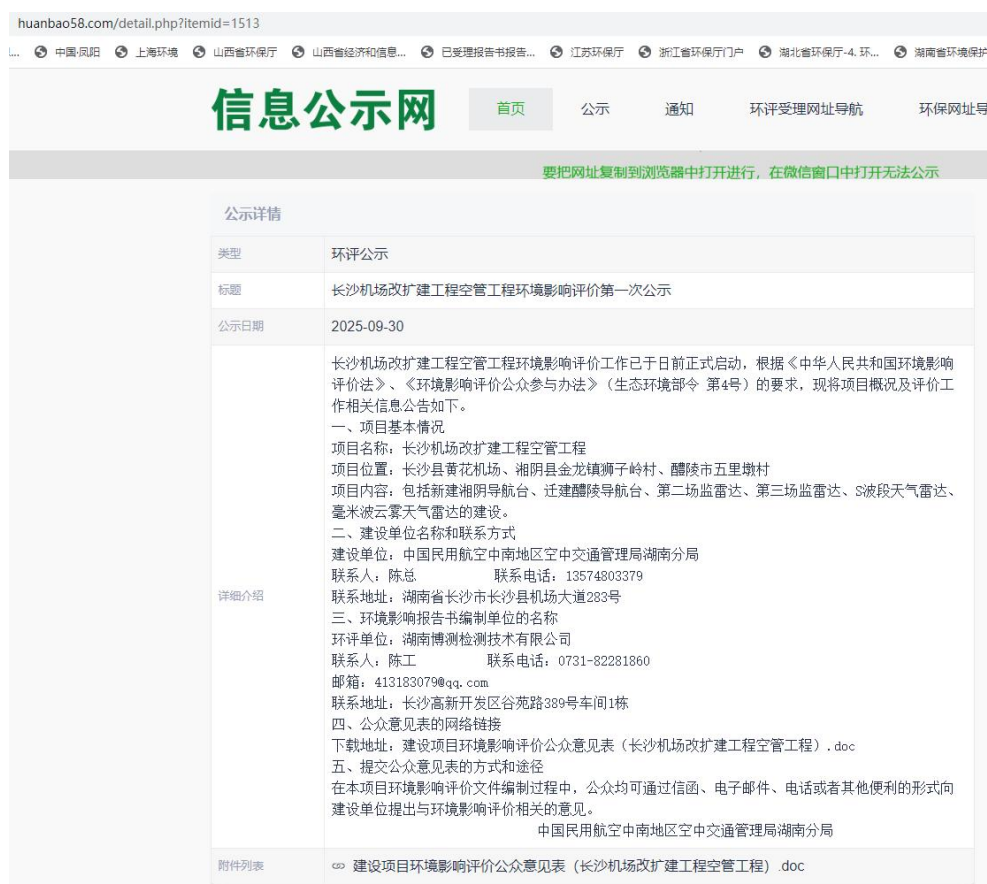 huanbao58.com/detail.php?itemid=1513
... 中国·凤阳 上海环境 山西省环保厅 山西省经济和信息... 已受理报告书报告... 江苏环保厅 浙江省环保厅门户 湖北省环保厅-4. 环... 湖南省环境保护
信息公示网 首页 公示 通知 环评受理网址导航 环保网址导
要把网址复制到浏览器中打开进行，在微信窗口中打开无法公示
公示详情
类型 环评公示
标题 长沙机场改扩建工程空管工程环境影响评价第一次公示
公示日期 2025-09-30
长沙机场改扩建工程空管工程环境影响评价工作已于日前正式启动，根据《中华人民共和国环境影响
评价法》、《环境影响评价公众参与办法》（生态环境部令 第4号）的要求，现将项目概况及评价工
作相关信息公告如下。
一、项目基本情况
项目名称：长沙机场改扩建工程空管工程
项目位置：长沙县黄花机场、湘阴县金龙镇狮子岭村、醴陵市五里墩村
项目内容：包括新建湘阴导航台、迁建醴陵导航台、第二场监雷达、第三场监雷达、S波段天气雷达、
毫米波云雾天气雷达的建设。
二、建设单位名称和联系方式
建设单位：中国民用航空中南地区空中交通管理局湖南分局
联系人：陈总 联系电话：13574803379
详细介绍 联系地址：湖南省长沙市长沙县机场大道283号
三、环境影响报告书编制单位的名称
环评单位：湖南博测检测技术有限公司
联系人：陈工 联系电话：0731-82281860
邮箱：413183079@qq.com
联系地址：长沙高新开发区谷苑路389号车间1栋
四、公众意见表的网络链接
下载地址：建设项目环境影响评价公众意见表（长沙机场改扩建工程空管工程）.doc
五、提交公众意见表的方式和途径
在本项目环境影响评价文件编制过程中，公众均可通过信函、电子邮件、电话或者其他便利的形式向
建设单位提出与环境影响评价相关的意见。
中国民用航空中南地区空中交通管理局湖南分局
附件列表 建设项目环境影响评价公众意见表（长沙机场改扩建工程空管工程）.doc